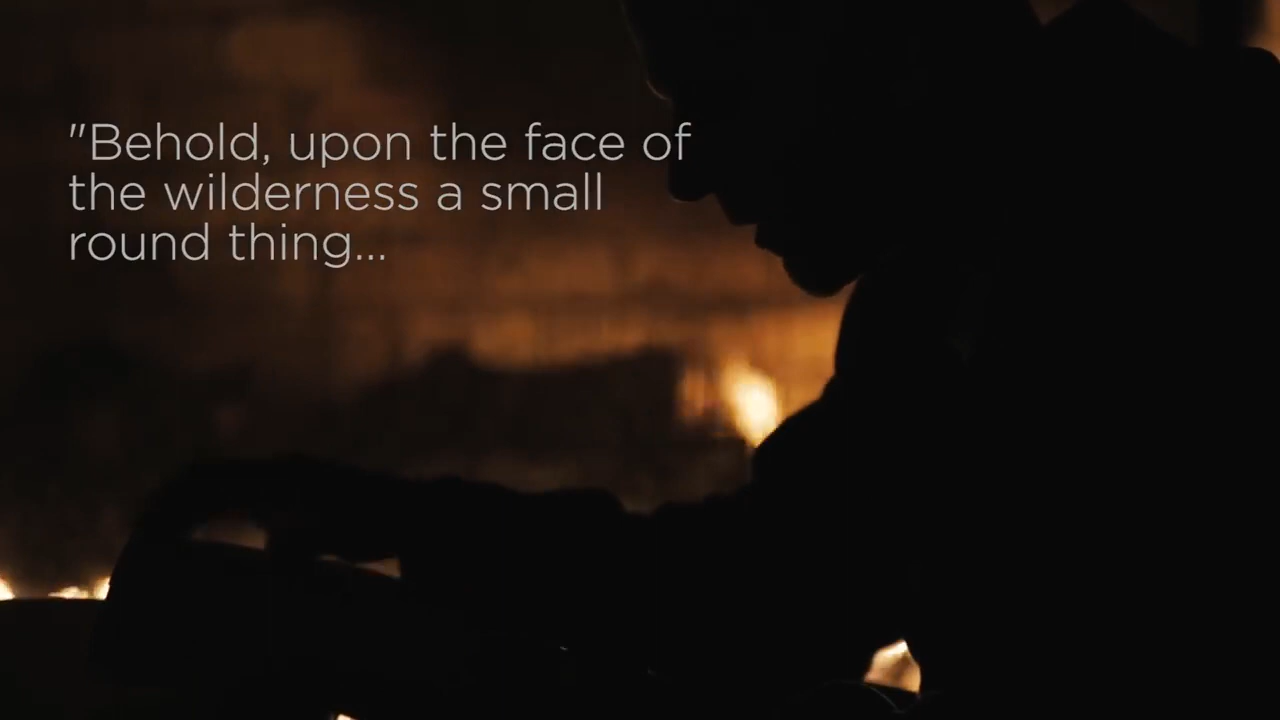 "Behold, upon the face of
the wilderness a small
round thing...